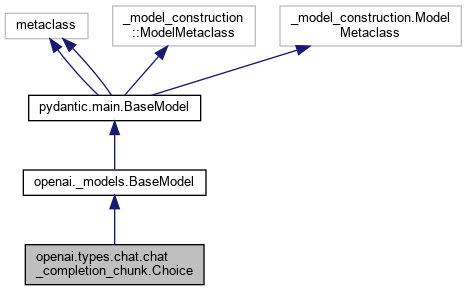 metaclass
_model_construction
::ModelMetaclass
_model_construction.Model
Metaclass
pydantic.main.BaseModel
openai._models.BaseModel
openai.types.chat.chat
_completion_chunk.Choice